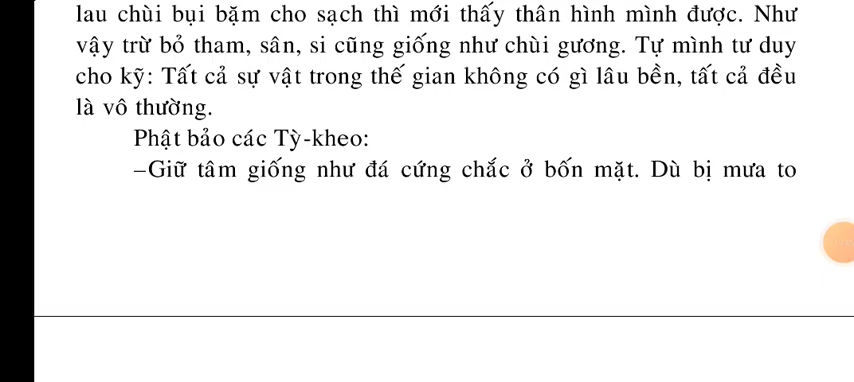 lau chùi bụi bặm cho sạch thì mới thấy thân hình mình được. Như
vậy trừ bỏ tham, sân, si cũng giống như chùi gương. Tự mình tư duy
cho kỹ: Tất cả sự vật trong thế gian không có gì lâu bền, tất cả đều
là vô thường.
Phật bảo các Tỳ-kheo:
–Giữ tâm giống như đá cứng chắc ở bốn mặt. Dù bị mưa to